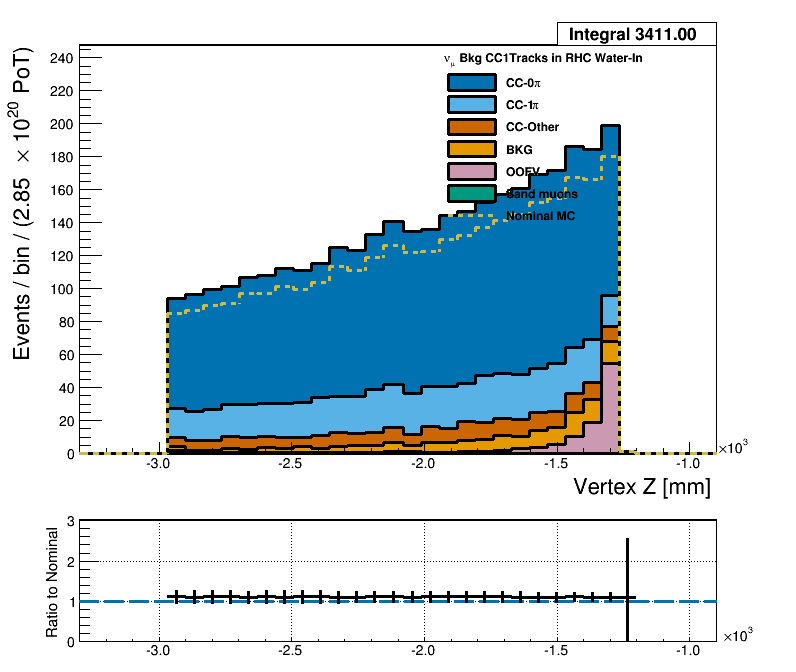 Integral 3411.00
ν_μ Bkg CC1Tracks in RHC Water-In
CC-0π
CC-1π
CC-Other
BKG
OOFV
Sand muons
Nominal MC
Events / bin / (2.85 × 10^20 PoT)
240
220
200
180
160
140
120
100
80
60
40
20
0
-3.0 -2.5 -2.0 -1.5 -1.0 ×10^3
Vertex Z [mm]
Ratio to Nominal
3
2
1
0
-3.0 -2.5 -2.0 -1.5 -1.0 ×10^3